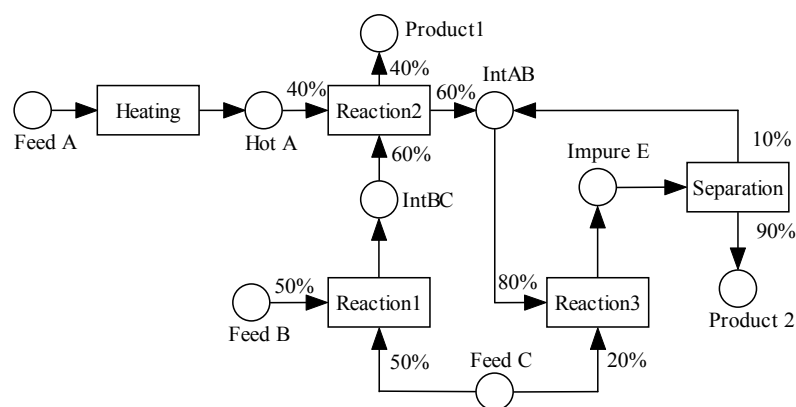 Product1
40%
IntAB
40%
60%
Heating
Reaction2
Feed A
Hot A
60%
Impure E
10%
Separation
IntBC
90%
50%
80%
Reaction1
Reaction3
Feed B
Product 2
50%
Feed C
20%